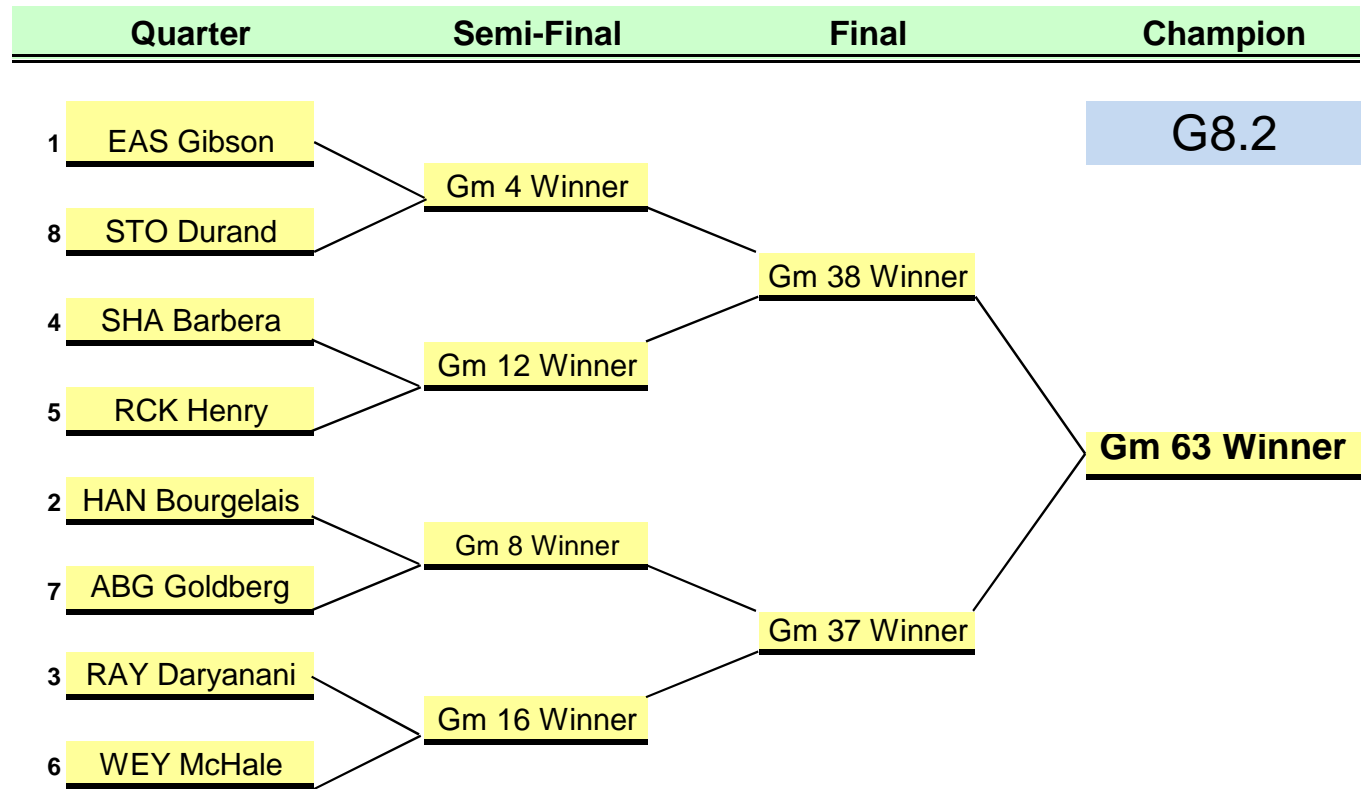 Quarter Semi-Final Final Champion
G8.2
1 EAS Gibson
Gm 4 Winner
8 STO Durand
Gm 38 Winner
4 SHA Barbera
Gm 12 Winner
5 RCK Henry
Gm 63 Winner
2 HAN Bourgelais
Gm 8 Winner
7 ABG Goldberg
Gm 37 Winner
3 RAY Daryanani
Gm 16 Winner
6 WEY McHale